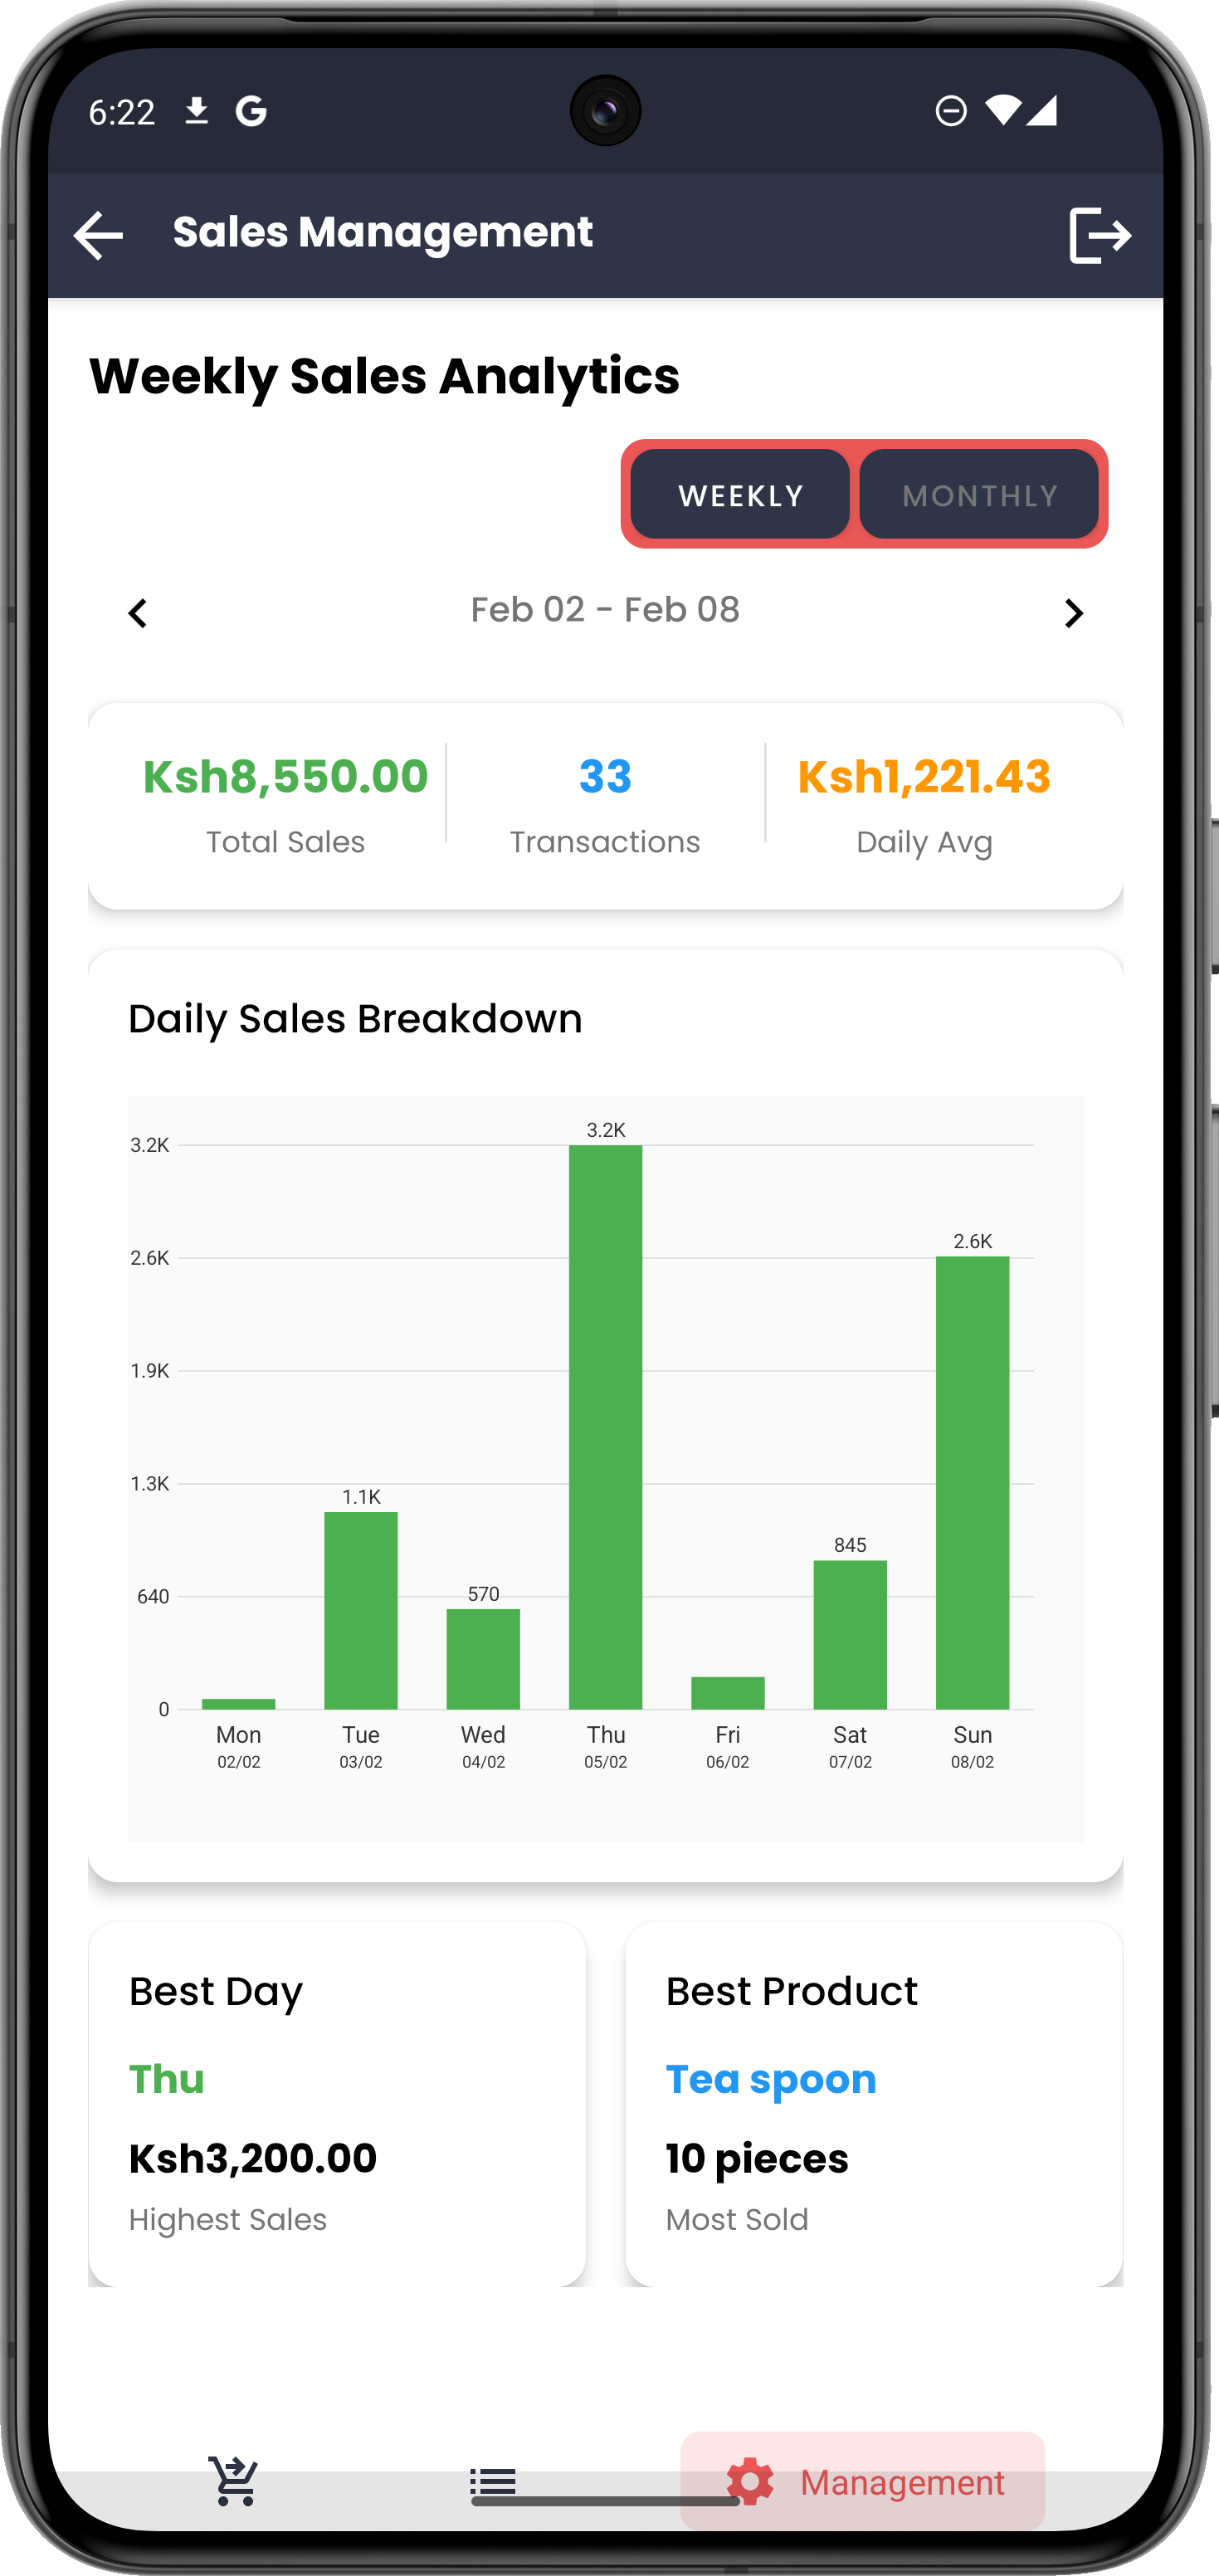 6:22
Sales Management
Weekly Sales Analytics
WEEKLY MONTHLY
Feb 02 - Feb 08
Ksh8,550.00 33 Ksh1,221.43
Total Sales Transactions Daily Avg
Daily Sales Breakdown
3.2K
3.2K
2.6K
2.6K
1.9K
1.3K
1.1K
845
570
640
0
Mon Tue Wed Thu Fri Sat Sun
02/02 03/02 04/02 05/02 06/02 07/02 08/02
Best Day
Thu
Ksh3,200.00
Highest Sales
Best Product
Tea spoon
10 pieces
Most Sold
Management